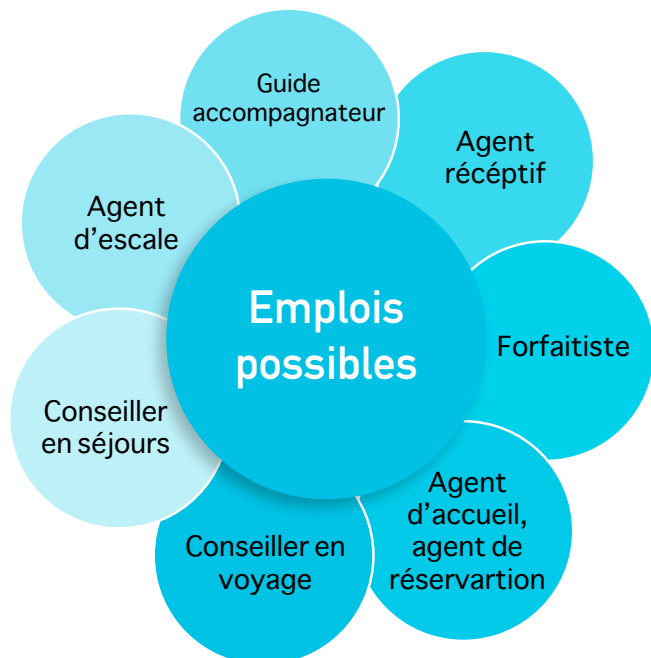 Guide
accompagnateur
Agent
récéptif
Agent
d'escale
Emplois
possibles
Forfaitiste
Conseiller
en séjours
Agent
d'accueil,
agent de
réservartion
Conseiller en
voyage